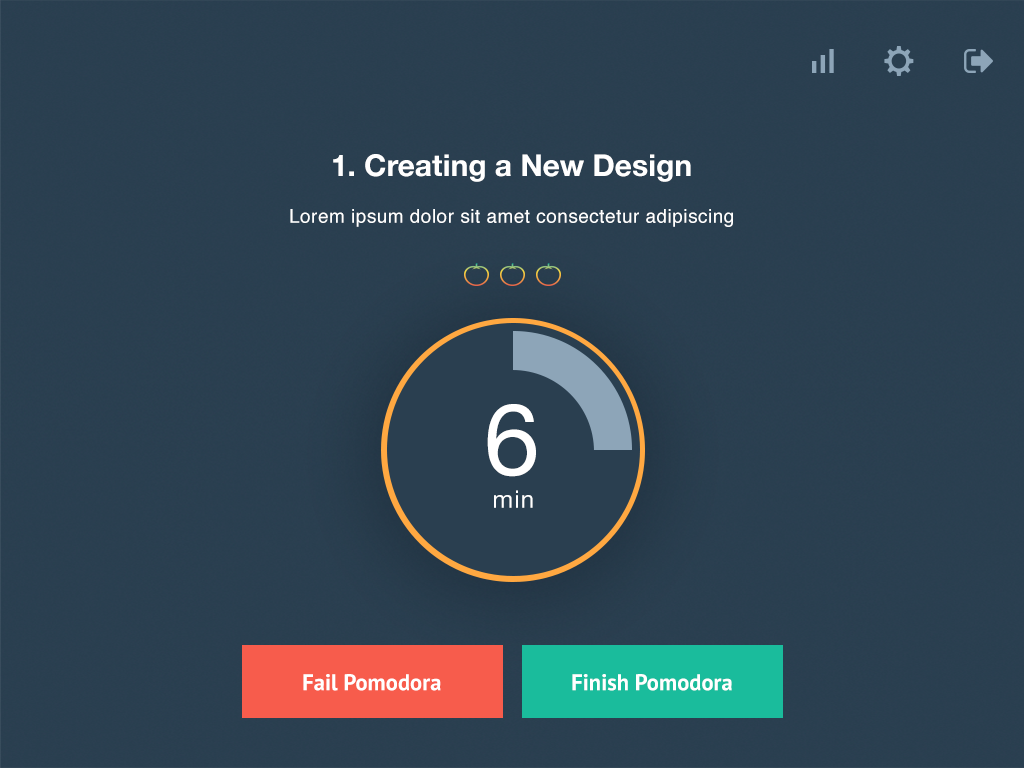 1. Creating a New Design
Lorem ipsum dolor sit amet consectetur adipiscing
6
min
Fail Pomodora
Finish Pomodora